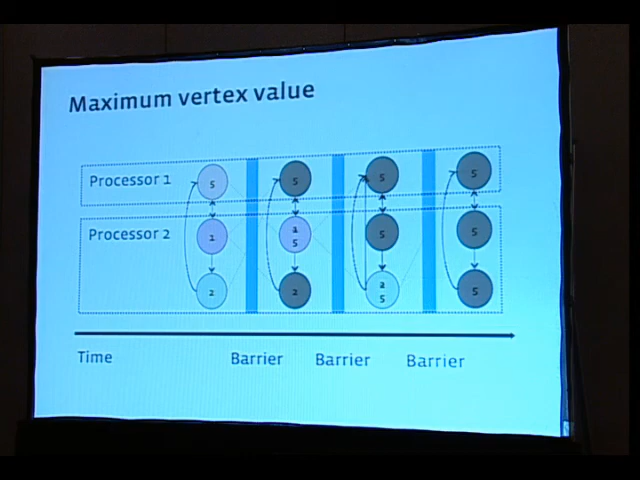 Maximum vertex value
Processor 1
5 5 5 5
Processor 2
1 1 5 5
5
2 2 2 5
5
Time Barrier Barrier Barrier